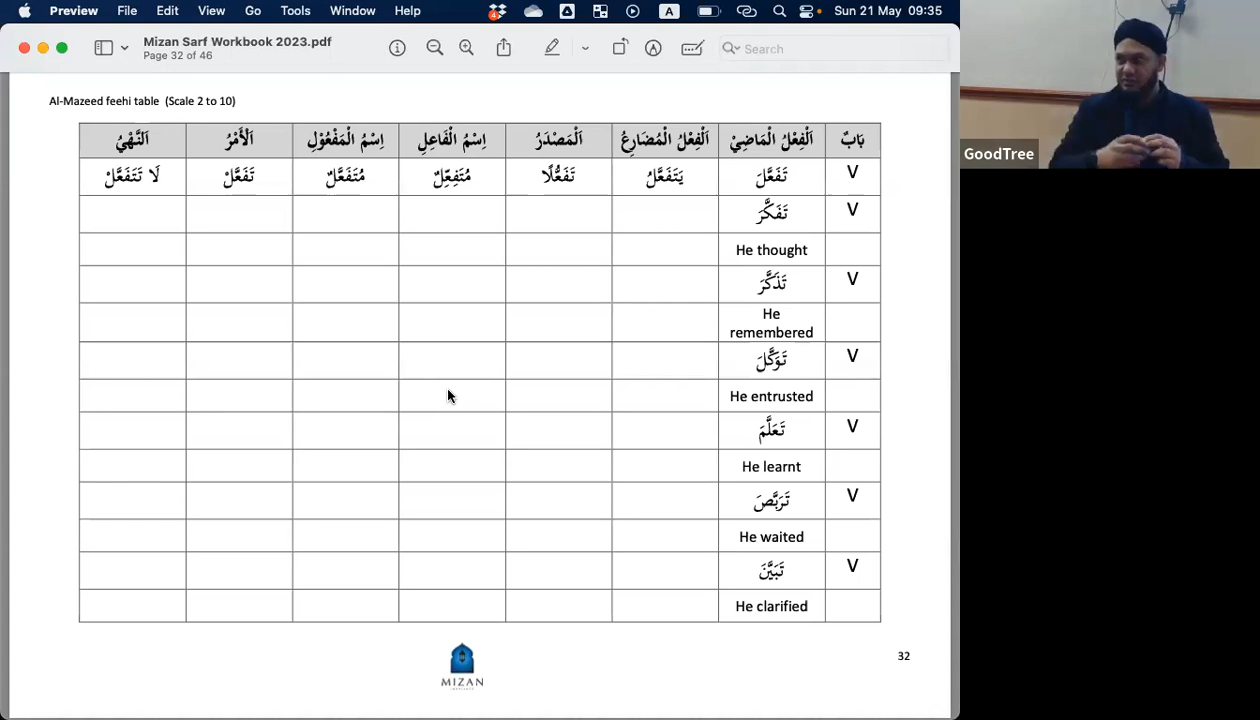 Preview File Edit View Go Tools Window Help 4 A Sun 21 May 09:35
Mizan Sarf Workbook 2023.pdf
Page 32 of 46
Search
GoodTree
Al-Mazeed feehi table (Scale 2 to 10)
بَابٌ اَلْفِعْلُ الْمَاضِيْ اَلْفِعْلُ الْمُضَارِعُ اَلْمَصْدَرُ اِسْمُ الْفَاعِلِ اِسْمُ الْمَفْعُوْلِ اَلْأَمْرُ اَلنَّهْيُ
V تَفَعَّلَ يَتَفَعَّلُ تَفَعُّلًا مُتَفِعِّلٌ مُتَفَعَّلٌ تَفَعَّلْ لَا تَتَفَعَّلْ
V تَفَكَّرَ
He thought
V تَذَكَّرَ
He
remembered
V تَوَكَّلَ
He entrusted
V تَعَلَّمَ
He learnt
V تَرَبَّصَ
He waited
V تَبَيَّنَ
He clarified
MIZAN
32